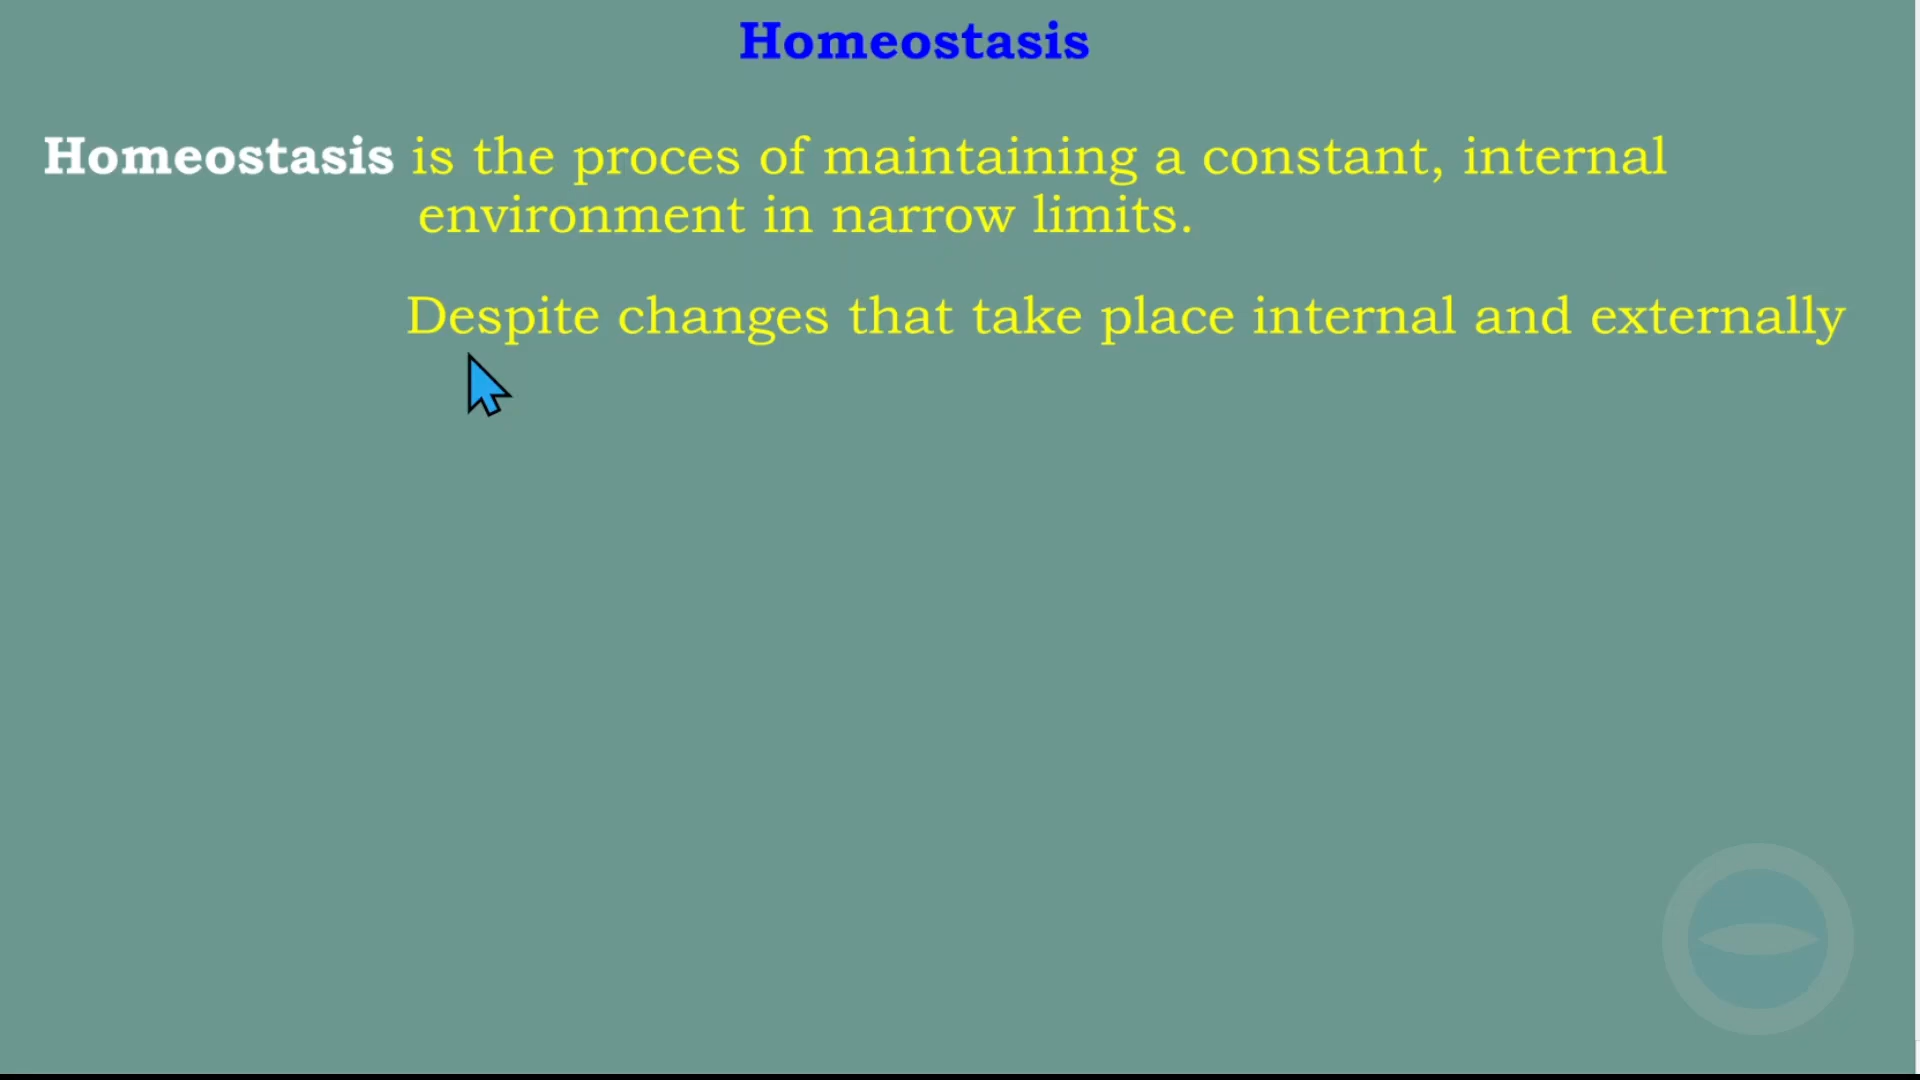 Homeostasis
Homeostasis is the proces of maintaining a constant, internal
environment in narrow limits.
Despite changes that take place internal and externally